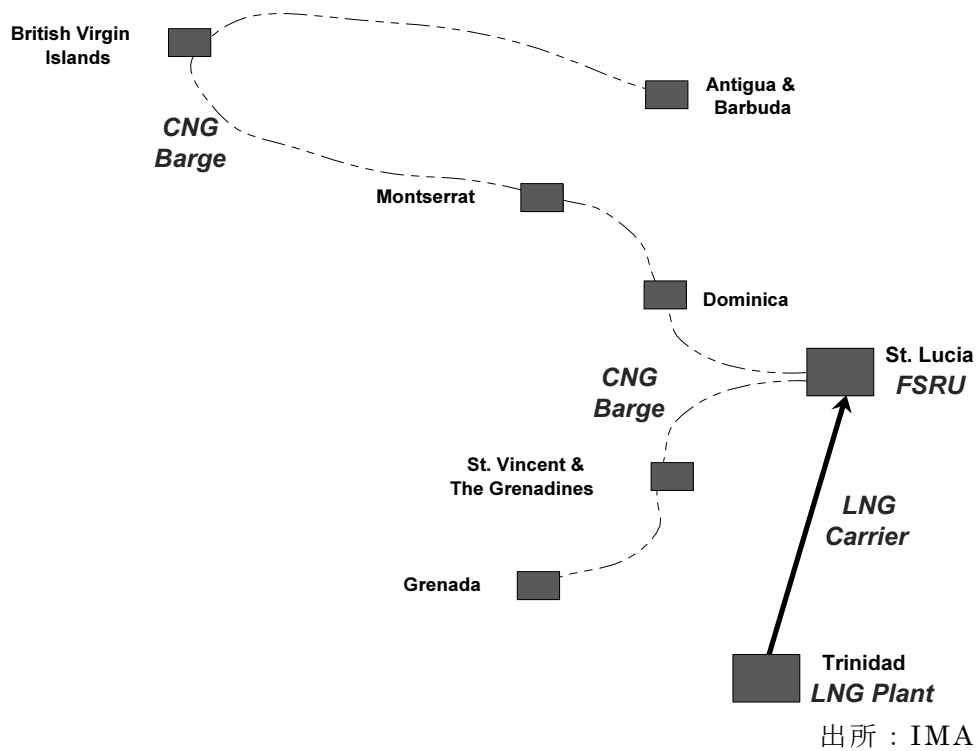 British Virgin
Islands
Antigua &
Barbuda
CNG
Barge
Montserrat
Dominica
St. Lucia
FSRU
CNG
Barge
St. Vincent &
The Grenadines
LNG
Carrier
Grenada
Trinidad
LNG Plant
出所：IMA